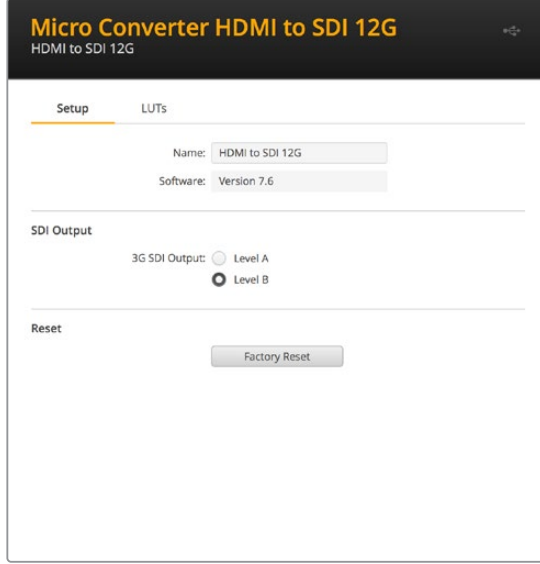 Micro Converter HDMI to SDI 12G
HDMI to SDI 12G
Setup LUTs
Name: HDMI to SDI 12G
Software: Version 7.6
SDI Output
3G SDI Output: Level A
Level B
Reset
Factory Reset